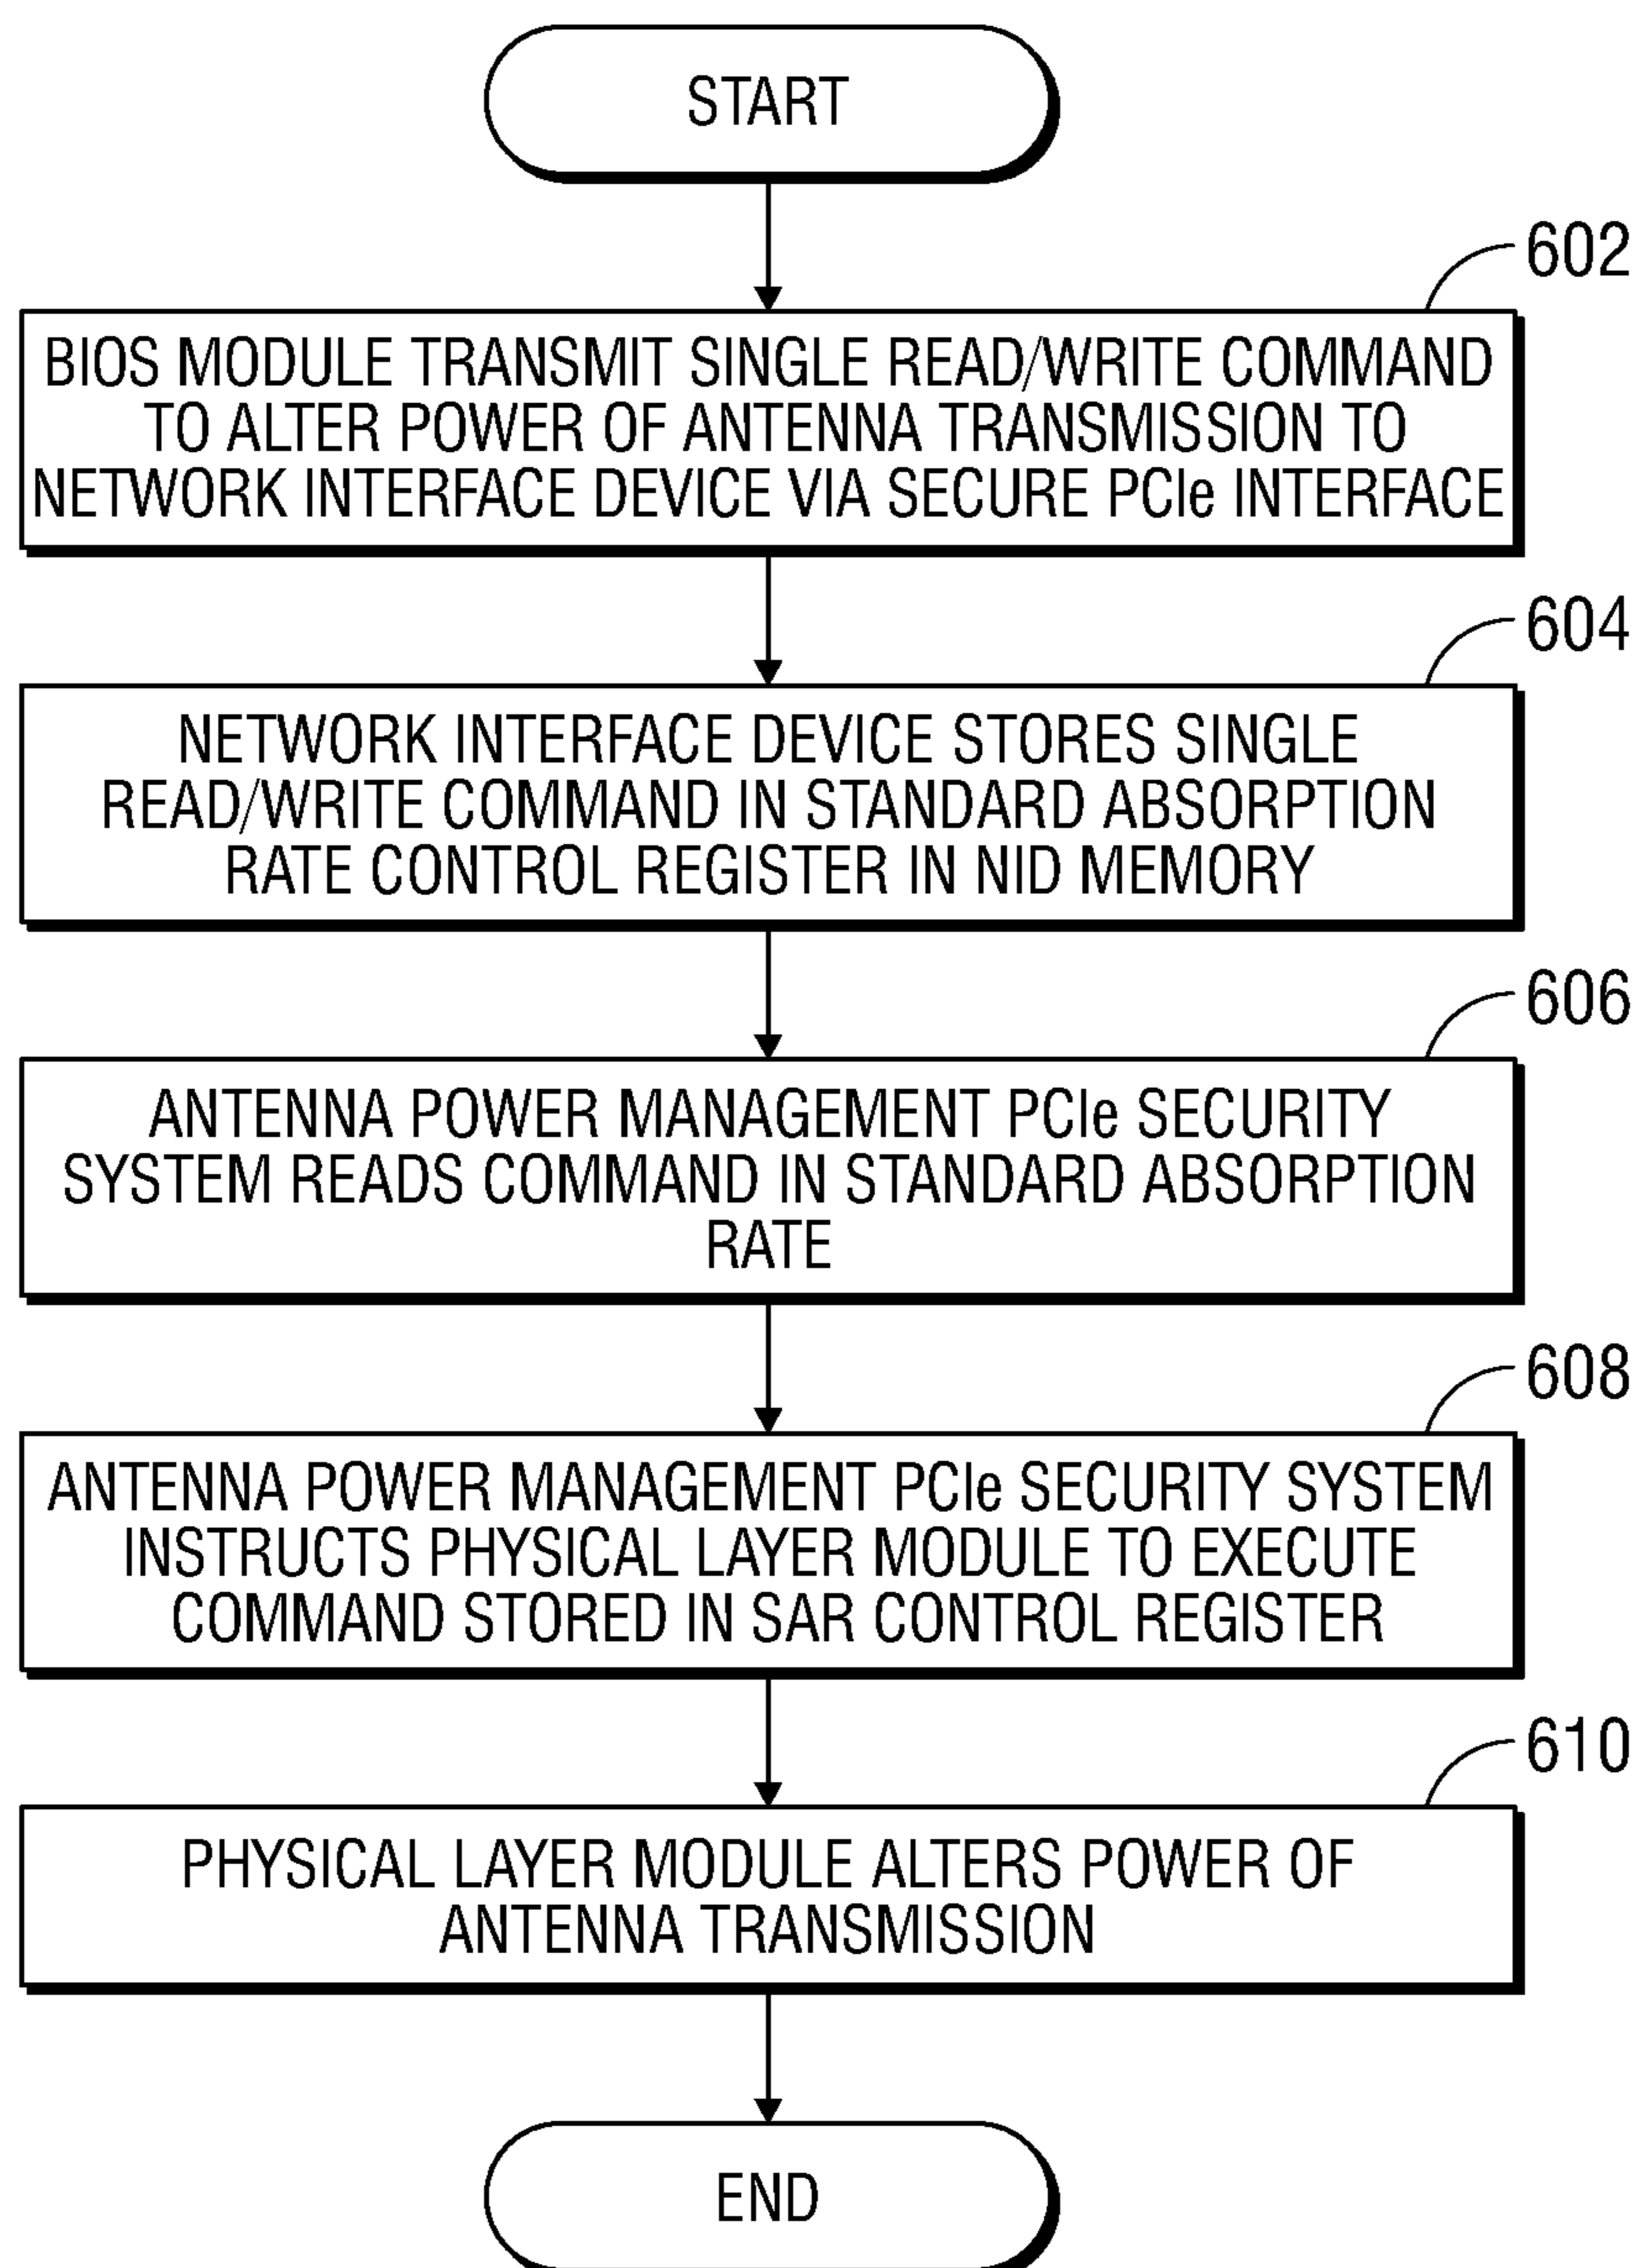 START
602
BIOS MODULE TRANSMIT SINGLE READ/WRITE COMMAND
TO ALTER POWER OF ANTENNA TRANSMISSION TO
NETWORK INTERFACE DEVICE VIA SECURE PCIe INTERFACE
604
NETWORK INTERFACE DEVICE STORES SINGLE
READ/WRITE COMMAND IN STANDARD ABSORPTION
RATE CONTROL REGISTER IN NID MEMORY
606
ANTENNA POWER MANAGEMENT PCIe SECURITY
SYSTEM READS COMMAND IN STANDARD ABSORPTION
RATE
608
ANTENNA POWER MANAGEMENT PCIe SECURITY SYSTEM
INSTRUCTS PHYSICAL LAYER MODULE TO EXECUTE
COMMAND STORED IN SAR CONTROL REGISTER
610
PHYSICAL LAYER MODULE ALTERS POWER OF
ANTENNA TRANSMISSION
END